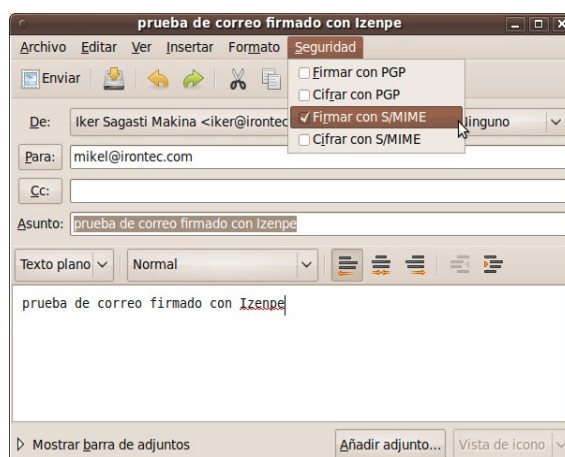 prueba de correo firmado con Izenpe
Archivo Editar Ver Insertar Formato Seguridad
Enviar
Firmar con PGP
Cifrar con PGP
Firmar con S/MIME
Cifrar con S/MIME
De: Iker Sagasti Makina <iker@irontec
Para: mikel@irontec.com
Cc:
Asunto: prueba de correo firmado con Izenpe
Texto plano Normal
prueba de correo firmado con Izenpe
Mostrar barra de adjuntos Añadir adjunto... Vista de icono